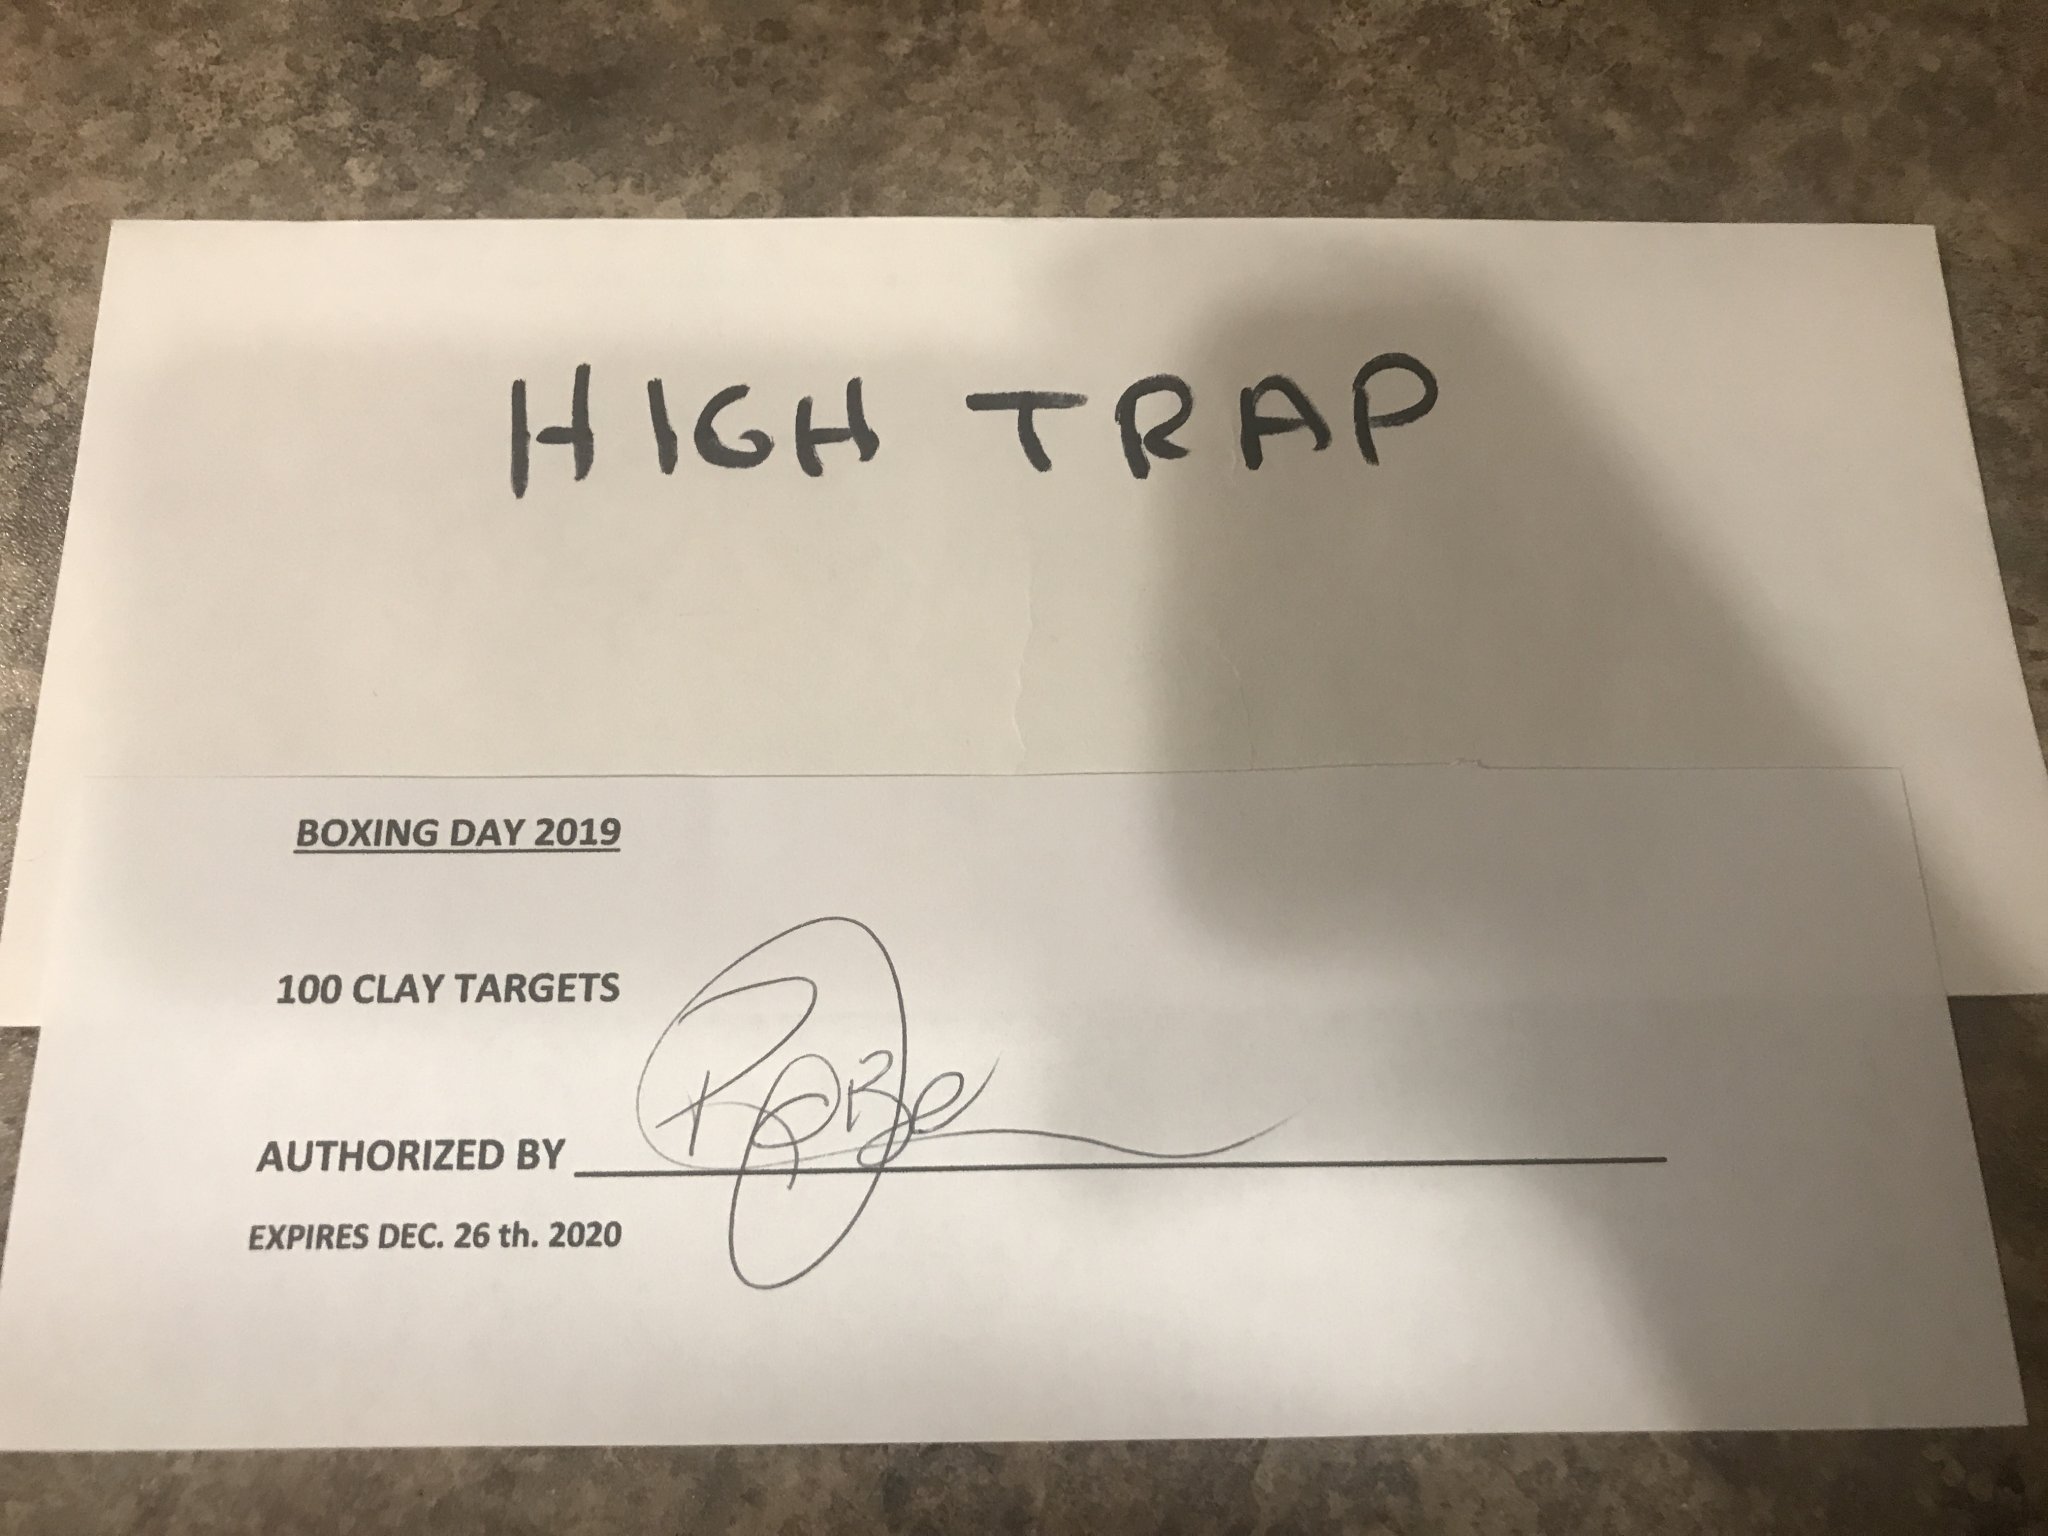 HIGH TRAP
BOXING DAY 2019
100 CLAY TARGETS
AUTHORIZED BY
EXPIRES DEC. 26 th. 2020